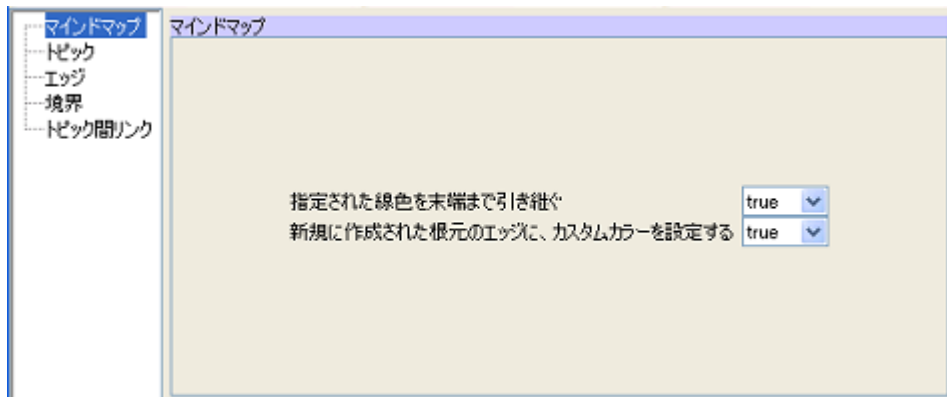 マインドマップ
トピック
エッジ
境界
トピック間リンク
マインドマップ
指定された線色を末端まで引き継ぐ true
新規に作成された根元のエッジに、カスタムカラーを設定する true